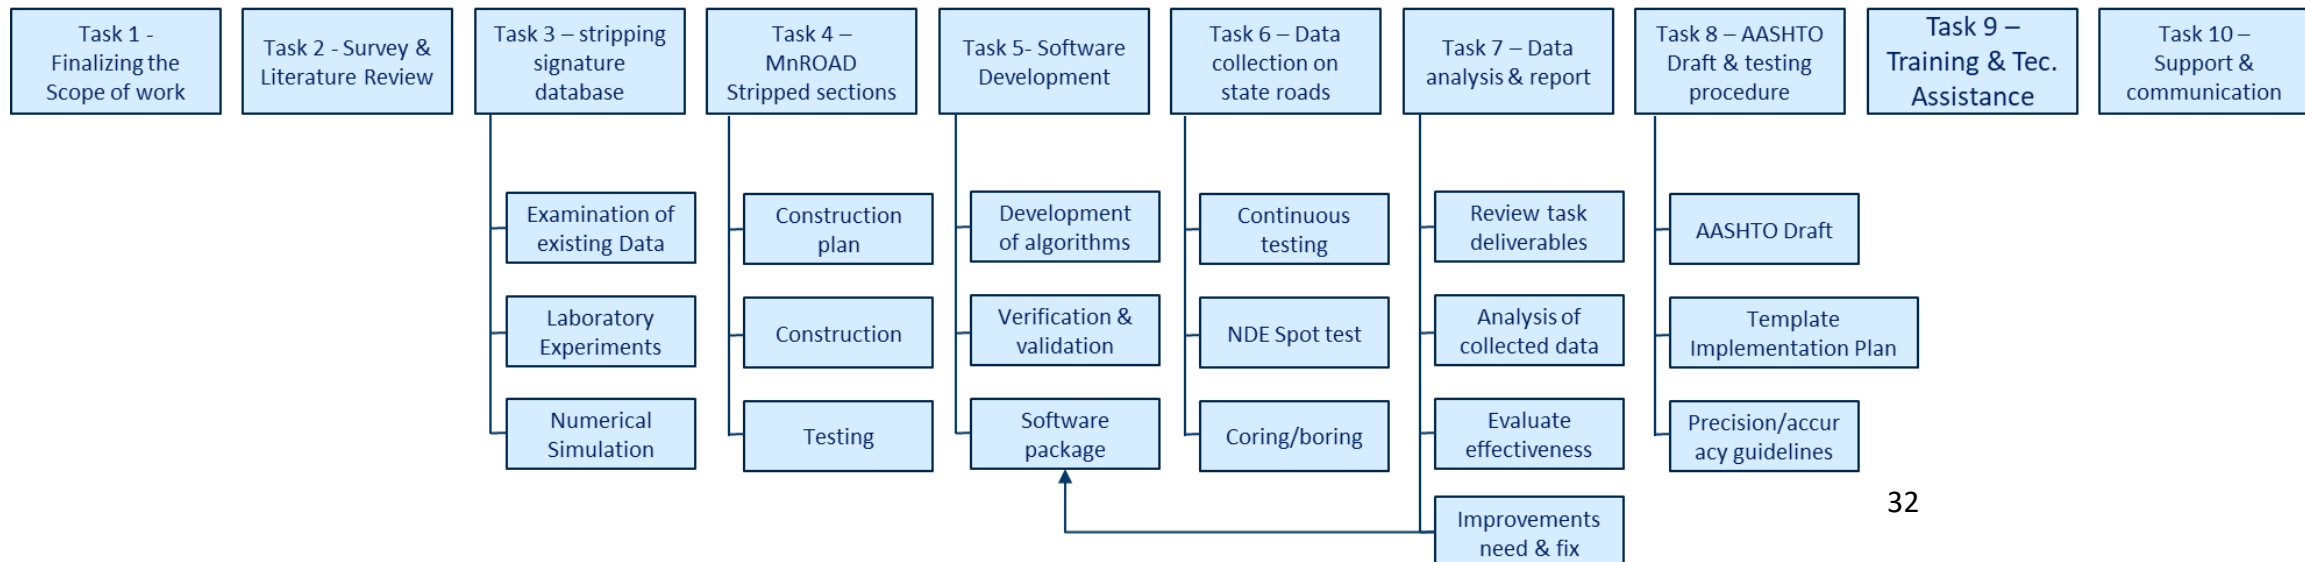 Task 1 -
Finalizing the
Scope of work
Task 2 - Survey &
Literature Review
Task 3 – stripping
signature
database
Task 4 –
MnROAD
Stripped sections
Task 5- Software
Development
Task 6 – Data
collection on
state roads
Task 7 – Data
analysis & report
Task 8 – AASHTO
Draft & testing
procedure
Task 9 –
Training & Tec.
Assistance
Task 10 –
Support &
communication
Examination of
existing Data
Laboratory
Experiments
Numerical
Simulation
Construction
plan
Construction
Testing
Development
of algorithms
Verification &
validation
Software
package
Continuous
testing
NDE Spot test
Coring/boring
Review task
deliverables
Analysis of
collected data
Evaluate
effectiveness
Improvements
need & fix
AASHTO Draft
Template
Implementation Plan
Precision/accur
acy guidelines
32